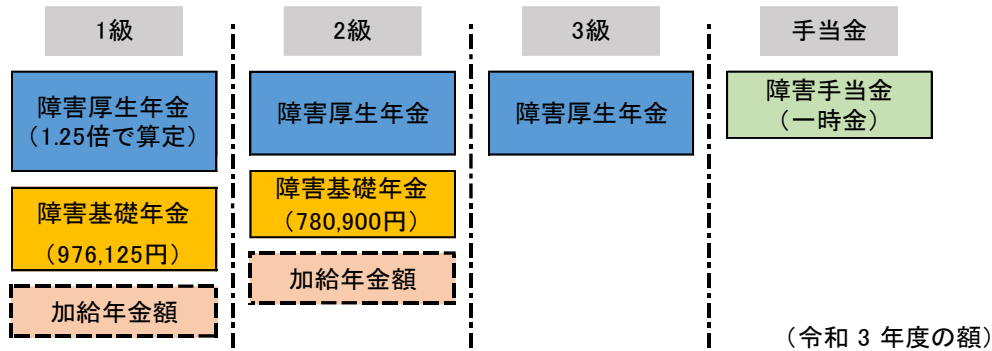 1級
2級
3級
手当金
障害厚生年金
（1.25倍で算定）
障害厚生年金
障害厚生年金
障害手当金
（一時金）
障害基礎年金
（976,125円）
障害基礎年金
（780,900円）
加給年金額
加給年金額
（令和 3 年度の額）